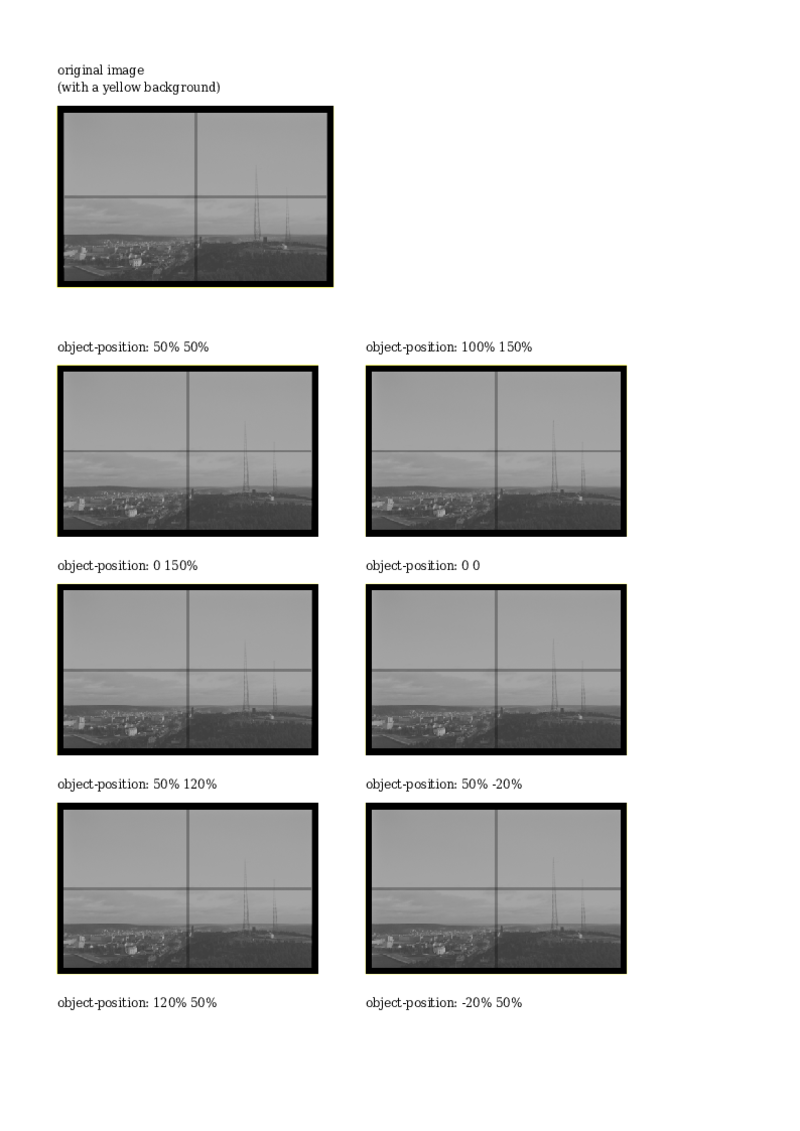 original image
(with a yellow background)
object-position: 50% 50%
object-position: 100% 150%
object-position: 0 150%
object-position: 0 0
object-position: 50% 120%
object-position: 50% -20%
object-position: 120% 50%
object-position: -20% 50%